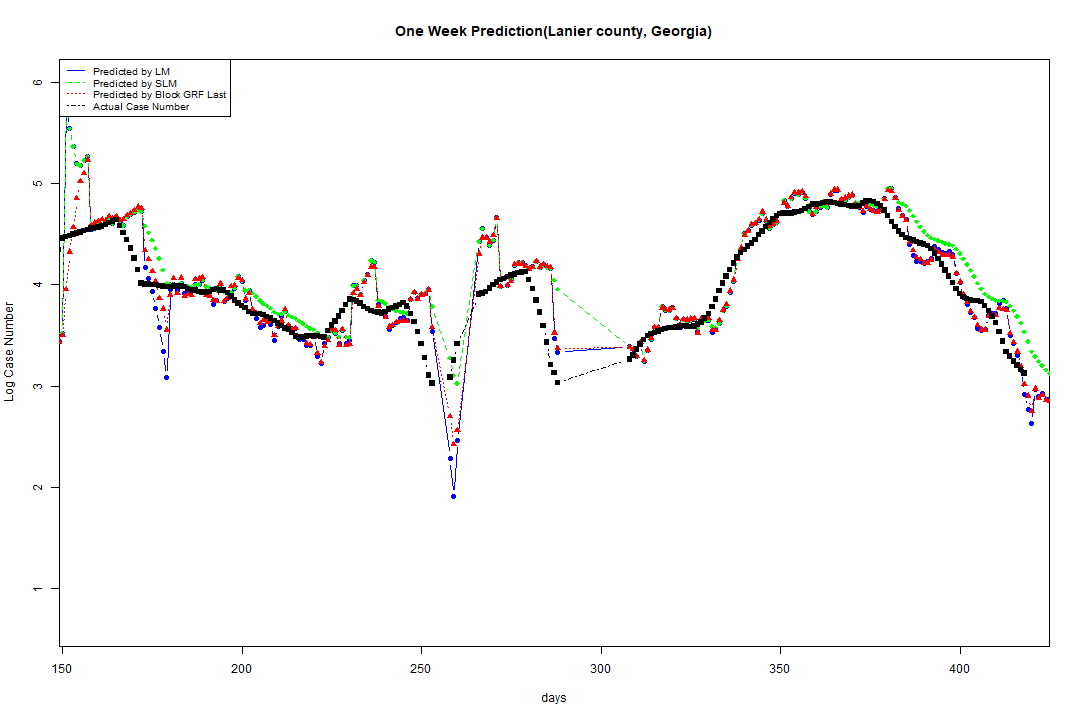 One Week Prediction(Lanier county, Georgia)
Predicted by LM
Predicted by SLM
Predicted by Block GRF Last
Actual Case Number
6
5
4
3
2
1
Log Case Number
150 200 250 300 350 400
days